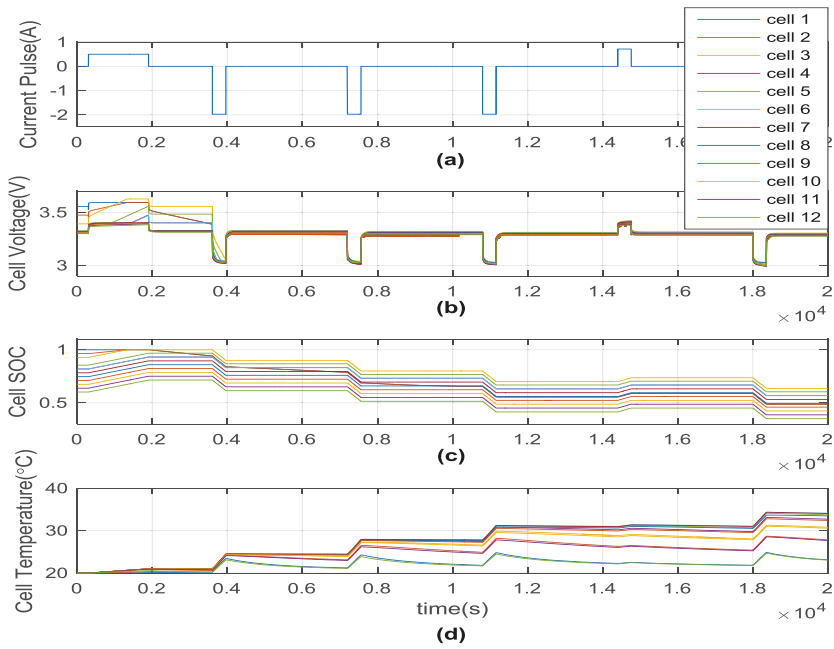 Current Pulse(A)
1
0
-1
-2
0 0.2 0.4 0.6 0.8 1 1.2 1.4 1.6 1.8 2
(a)
cell 1
cell 2
cell 3
cell 4
cell 5
cell 6
cell 7
cell 8
cell 9
cell 10
cell 11
cell 12
Cell Voltage(V)
3.5
3
0 0.2 0.4 0.6 0.8 1 1.2 1.4 1.6 1.8 2
× 10⁴
(b)
Cell SOC
1
0.5
0 0.2 0.4 0.6 0.8 1 1.2 1.4 1.6 1.8 2
× 10⁴
(c)
Cell Temperature(°C)
40
30
20
0 0.2 0.4 0.6 0.8 1 1.2 1.4 1.6 1.8 2
time(s)
× 10⁴
(d)